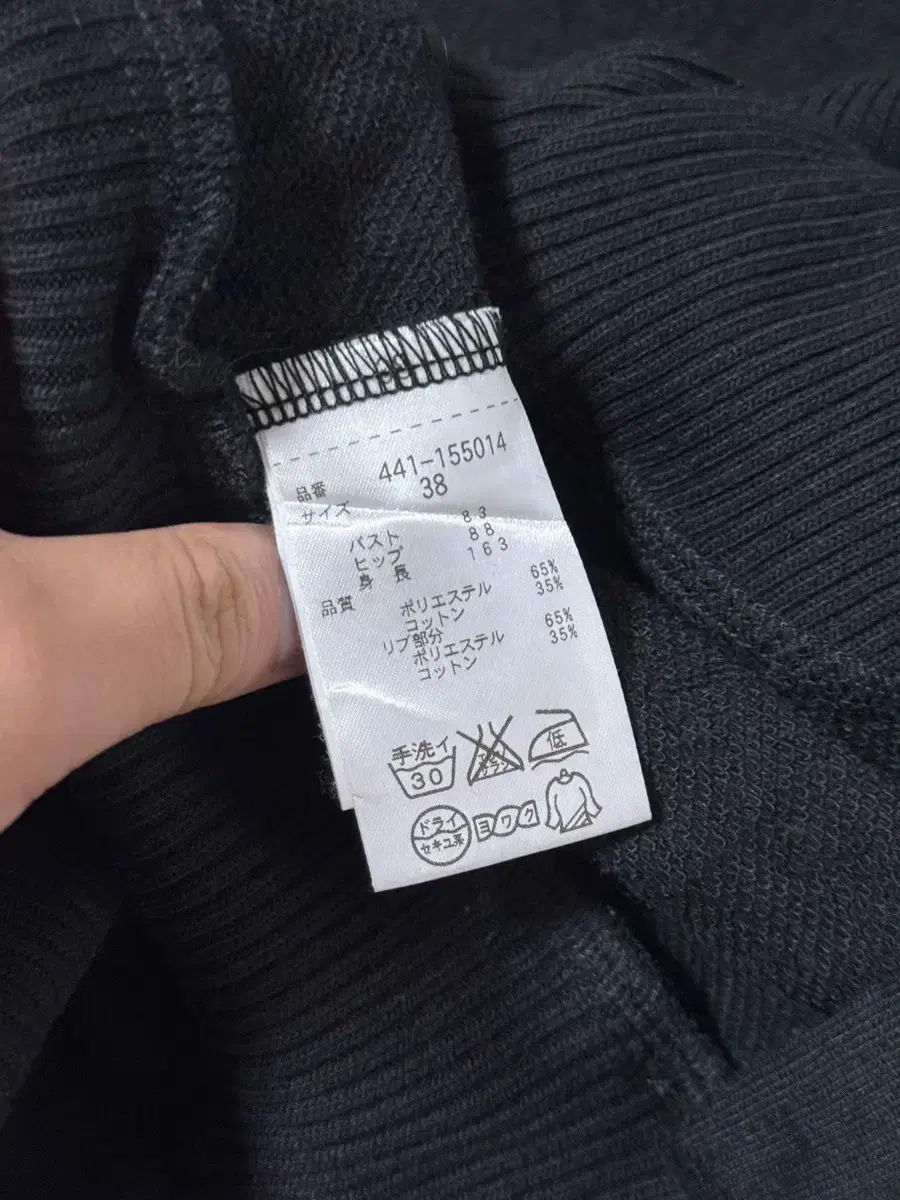 品番 441-155014
サイズ 38
バスト 83
ヒップ 88
身長 163
品質
ポリエステル 65%
コットン 35%
リブ部分
ポリエステル 65%
コットン 35%
手洗イ 30
低
ドライ セキユ系
ヨワク